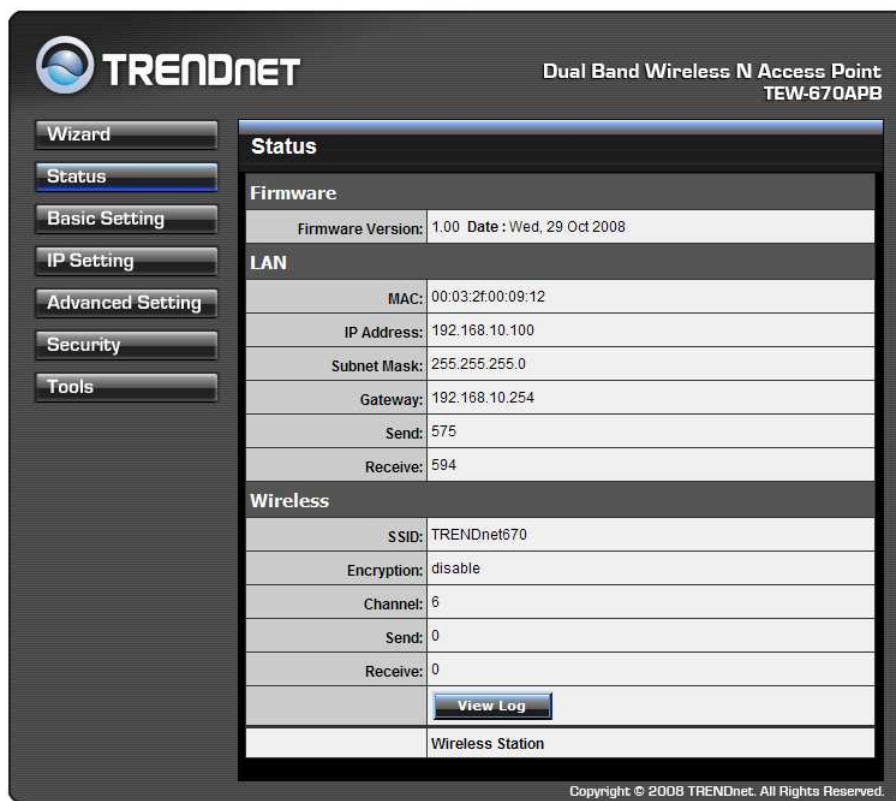 TRENDNET
Dual Band Wireless N Access Point
TEW-670APB
Wizard
Status
Basic Setting
IP Setting
Advanced Setting
Security
Tools
Status
Firmware
Firmware Version: 1.00 Date : Wed, 29 Oct 2008
LAN
MAC: 00:03:2f:00:09:12
IP Address: 192.168.10.100
Subnet Mask: 255.255.255.0
Gateway: 192.168.10.254
Send: 575
Receive: 594
Wireless
SSID: TRENDnet670
Encryption: disable
Channel: 6
Send: 0
Receive: 0
View Log
Wireless Station
Copyright © 2008 TRENDnet. All Rights Reserved.